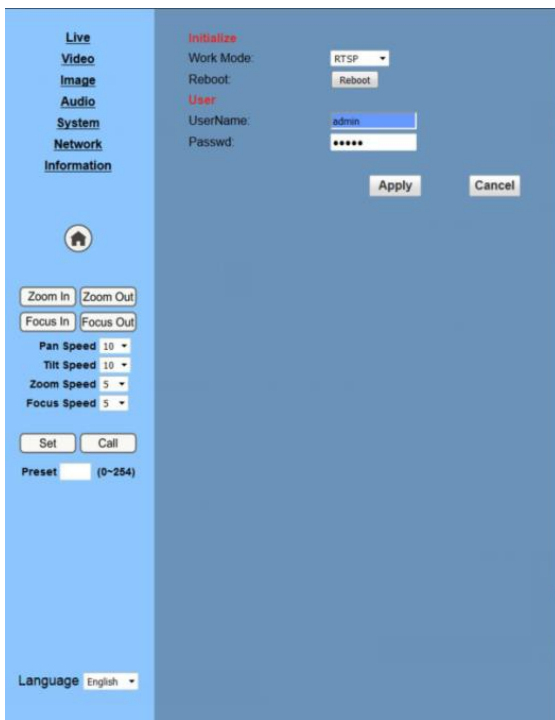 Live
Video
Image
Audio
System
Network
Information
Zoom In Zoom Out
Focus In Focus Out
Pan Speed 10
Tilt Speed 10
Zoom Speed 5
Focus Speed 5
Set Call
Preset (0~254)
Language English
Initialize
Work Mode: RTSP
Reboot: Reboot
User
UserName: admin
Passwd: •••••
Apply Cancel